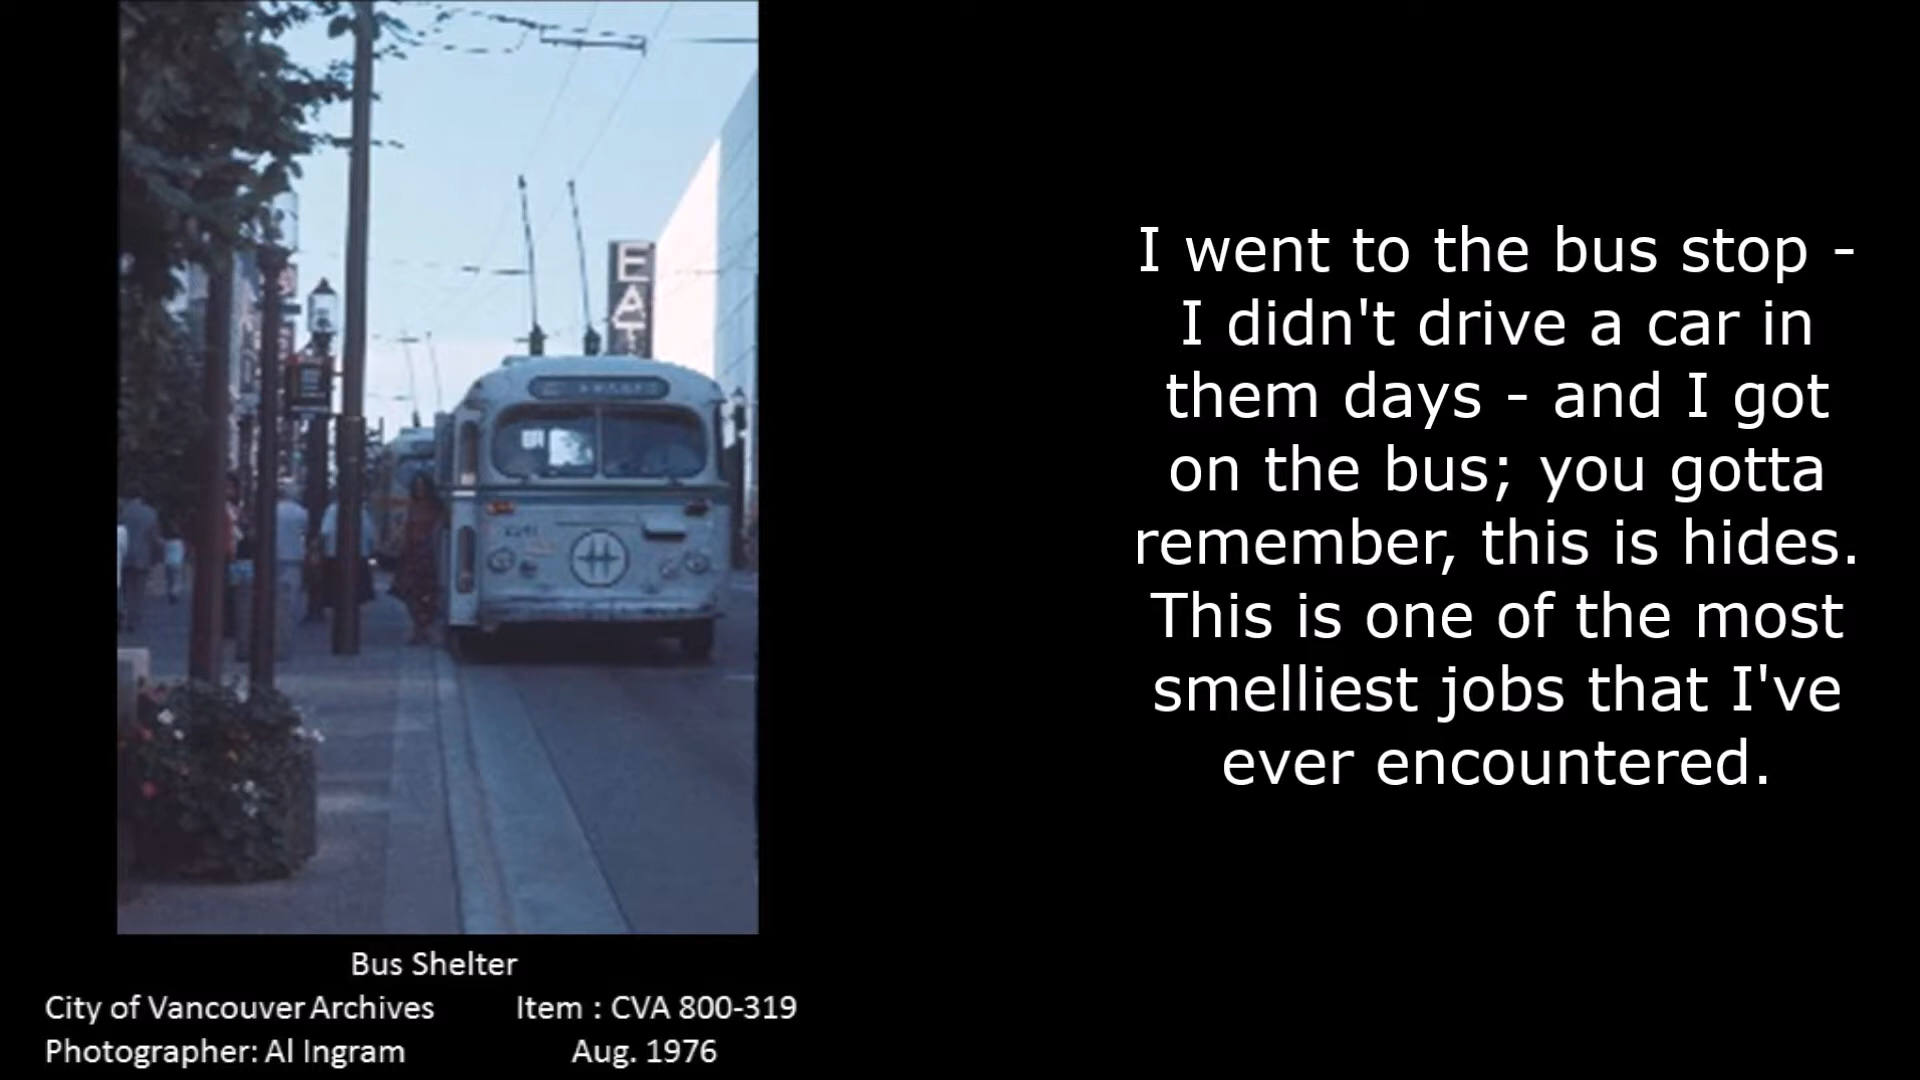 EAT
I went to the bus stop -
I didn't drive a car in
them days - and I got
on the bus; you gotta
remember, this is hides.
This is one of the most
smelliest jobs that I've
ever encountered.
Bus Shelter
City of Vancouver Archives Item : CVA 800-319
Photographer: Al Ingram Aug. 1976